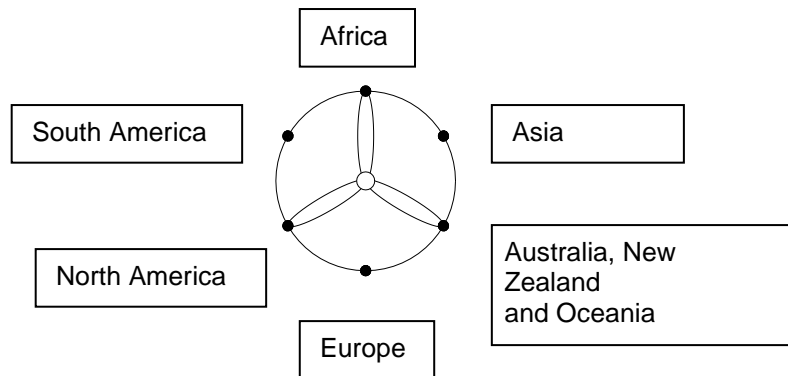 Africa
South America
Asia
North America
Australia, New
Zealand
and Oceania
Europe